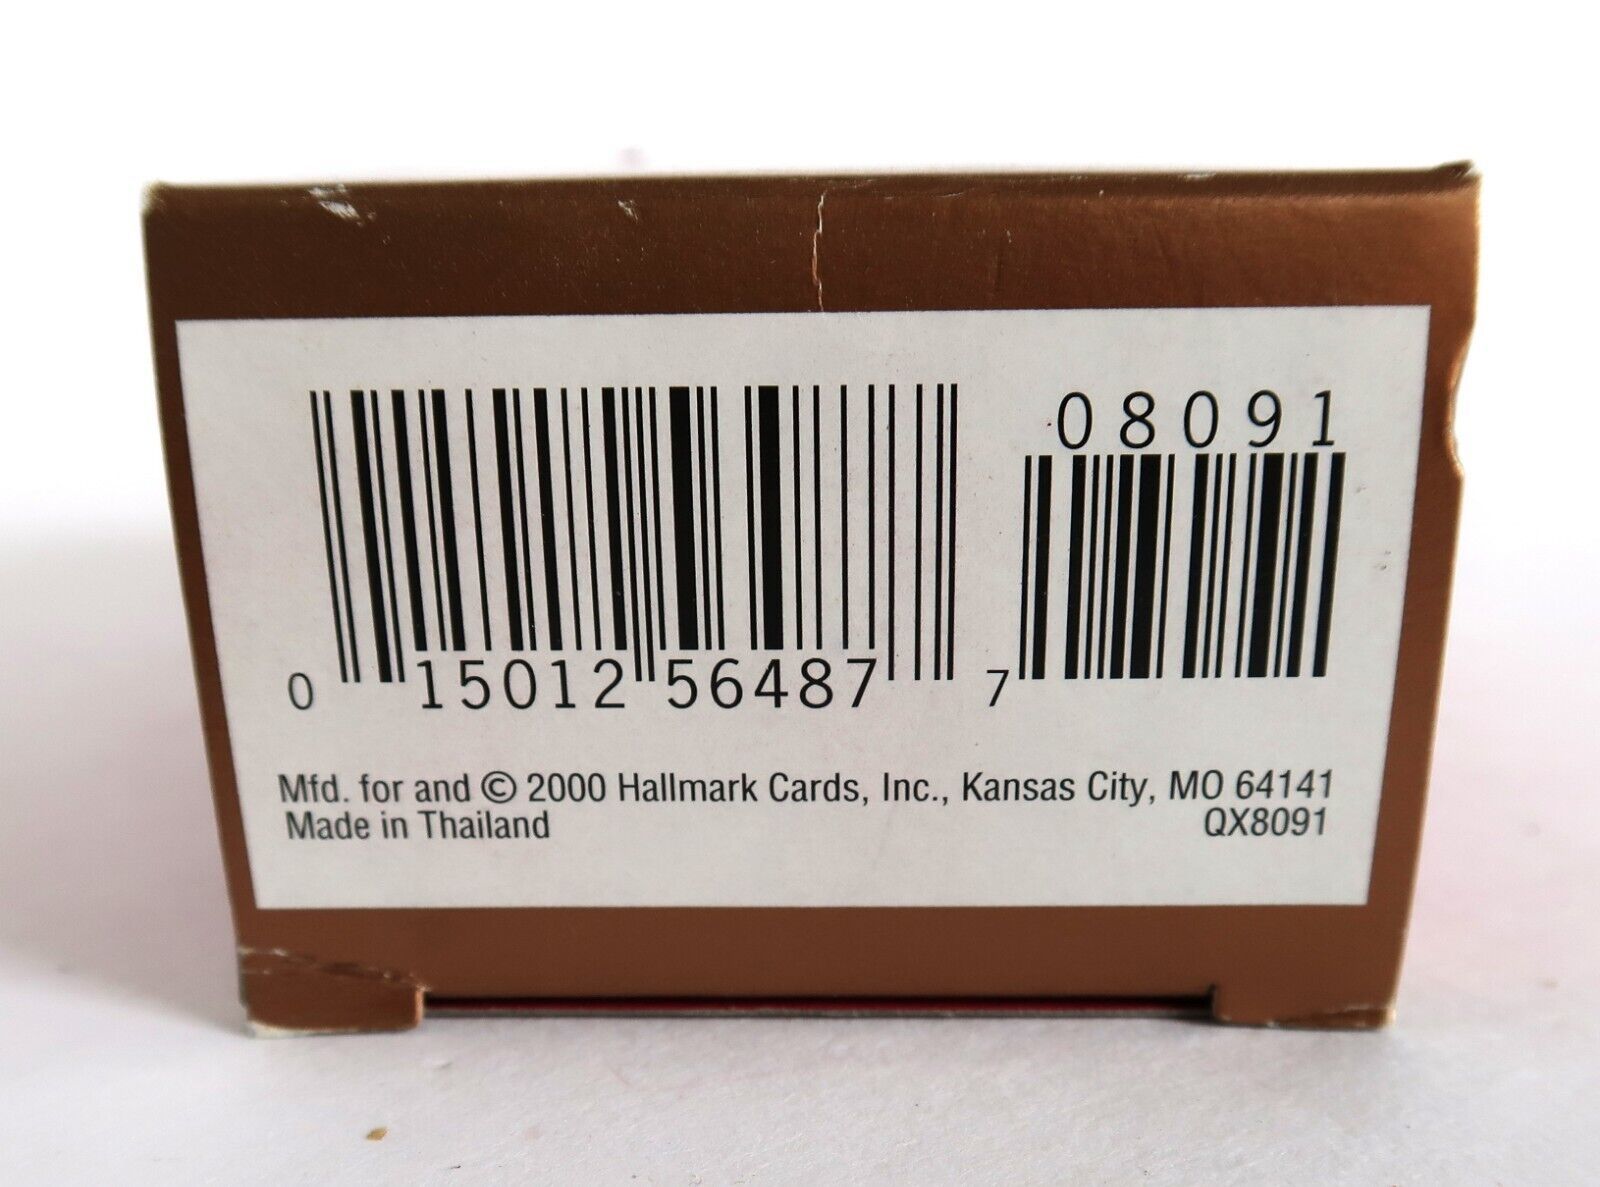 08091
0 15012 56487 7
Mfd. for and © 2000 Hallmark Cards, Inc., Kansas City, MO 64141
Made in Thailand QX8091